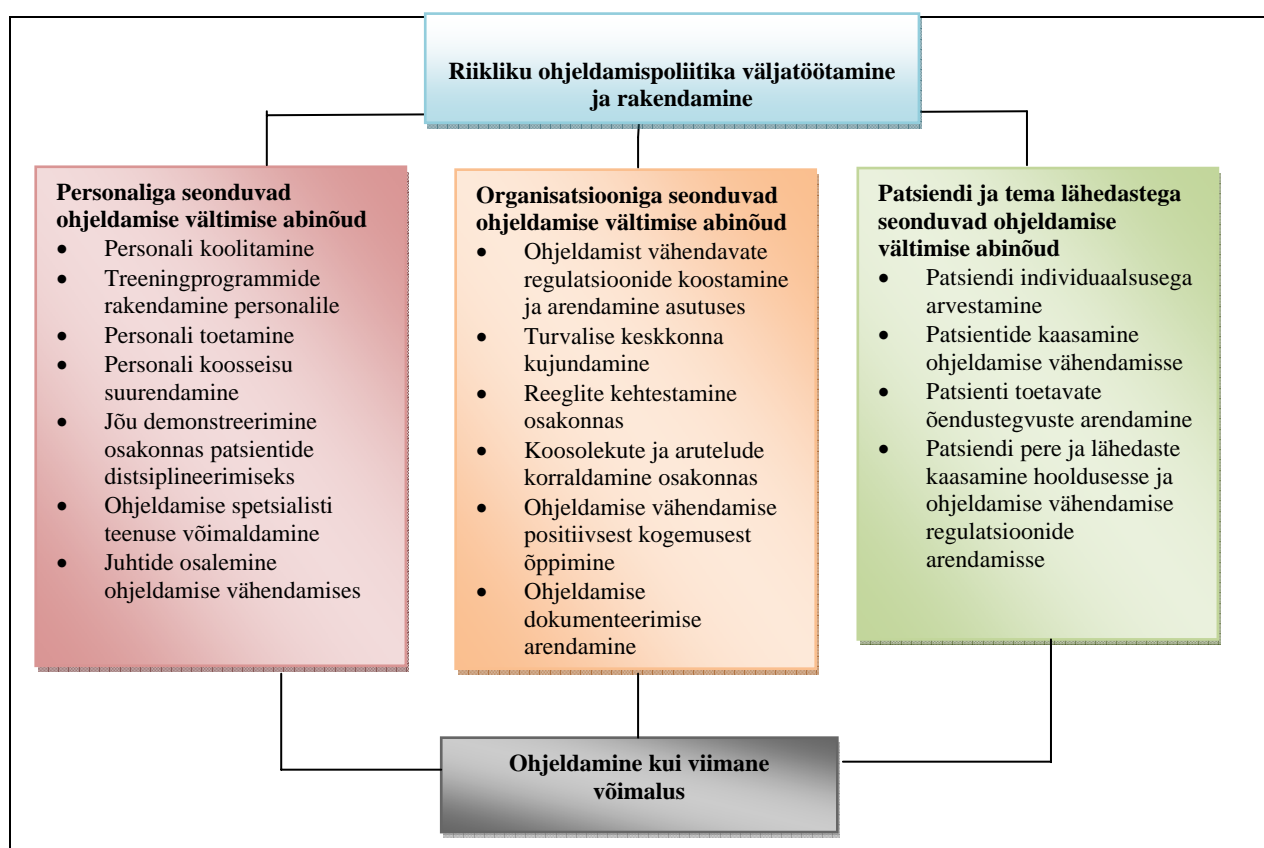 Riikliku ohjeldamispoliitika väljatöötamine
ja rakendamine
Personaliga seonduvad
ohjeldamise vältimise abinõud
• Personali koolitamine
• Treeningprogrammide
rakendamine personalile
• Personali toetamine
• Personali koosseisu
suurendamine
• Jõu demonstreerimine
osakonnas patsientide
distsiplineerimiseks
• Ohjeldamise spetsialisti
teenuse võimaldamine
• Juhtide osalemine
ohjeldamise vähendamises
Organisatsiooniga seonduvad
ohjeldamise vältimise abinõud
• Ohjeldamist vähendavate
regulatsioonide koostamine
ja arendamine asutuses
• Turvalise keskkonna
kujundamine
• Reeglite kehtestamine
osakonnas
• Koosolekute ja arutelude
korraldamine osakonnas
• Ohjeldamise vähendamise
positiivsest kogemusest
õppimine
• Ohjeldamise
dokumenteerimise
arendamine
Patsiendi ja tema lähedastega
seonduvad ohjeldamise
vältimise abinõud
• Patsiendi individuaalsusega
arvestamine
• Patsientide kaasamine
ohjeldamise vähendamisse
• Patsienti toetavate
õendustegvuste arendamine
• Patsiendi pere ja lähedaste
kaasamine hooldusesse ja
ohjeldamise vähendamise
regulatsioonide
arendamisse
Ohjeldamine kui viimane
võimalus